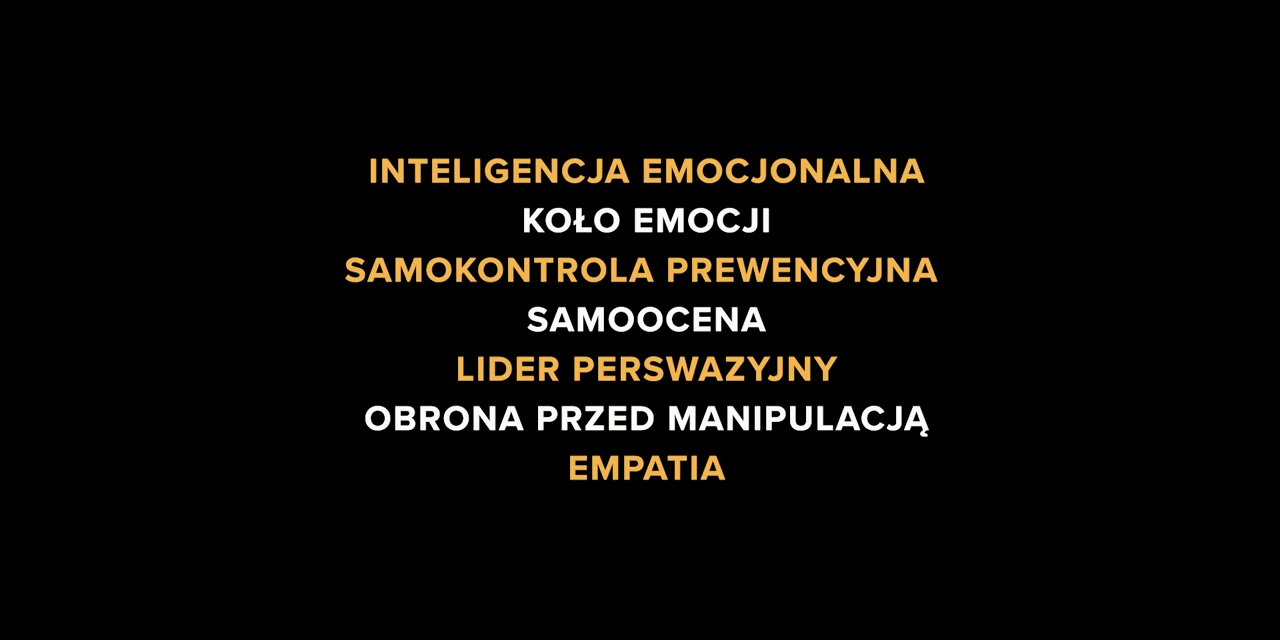 INTELIGENCJA EMOCJONALNA
KOŁO EMOCJI
SAMOKONTROLA PREWENCYJNA
SAMOOCENA
LIDER PERSWAZYJNY
OBRONA PRZED MANIPULACJĄ
EMPATIA